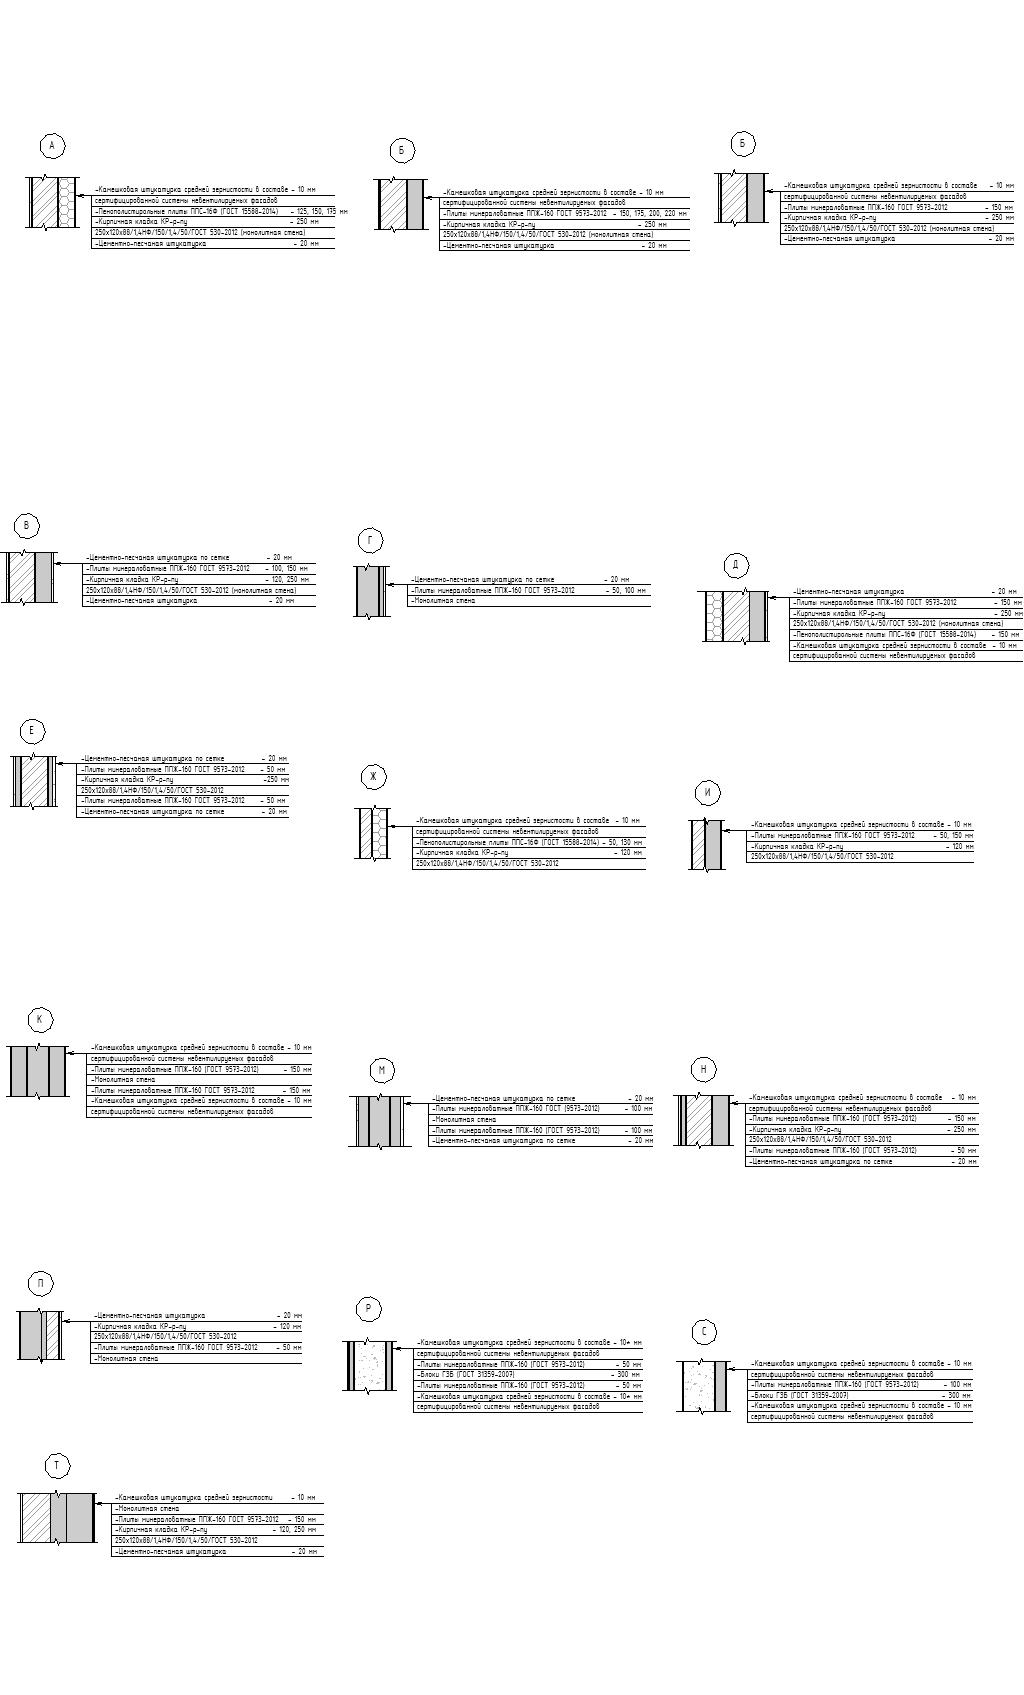 А
-Камешковая штукатурка средней зернистости в составе - 10 мм
сертифицированной системы невентилируемых фасадов
-Пенополистирольные плиты ППС-16Ф (ГОСТ 15588-2014) - 125, 150, 175 мм
-Кирпичная кладка КР-р-пу - 250 мм
250х120х88/1,4НФ/150/1,4/50/ГОСТ 530-2012 (монолитная стена)
-Цементно-песчаная штукатурка - 20 мм
Б
-Камешковая штукатурка средней зернистости в составе - 10 мм
сертифицированной системы невентилируемых фасадов
-Плиты минераловатные ППЖ-160 ГОСТ 9573-2012 - 150, 175, 200, 220 мм
-Кирпичная кладка КР-р-пу - 250 мм
250х120х88/1,4НФ/150/1,4/50/ГОСТ 530-2012 (монолитная стена)
-Цементно-песчаная штукатурка - 20 мм
Б
-Камешковая штукатурка средней зернистости в составе - 10 мм
сертифицированной системы невентилируемых фасадов
-Плиты минераловатные ППЖ-160 ГОСТ 9573-2012 - 150 мм
-Кирпичная кладка КР-р-пу - 250 мм
250х120х88/1,4НФ/150/1,4/50/ГОСТ 530-2012 (монолитная стена)
-Цементно-песчаная штукатурка - 20 мм
В
-Цементно-песчаная штукатурка по сетке - 20 мм
-Плиты минераловатные ППЖ-160 ГОСТ 9573-2012 - 100, 150 мм
-Кирпичная кладка КР-р-пу - 120, 250 мм
250х120х88/1,4НФ/150/1,4/50/ГОСТ 530-2012 (монолитная стена)
-Цементно-песчаная штукатурка - 20 мм
Г
-Цементно-песчаная штукатурка по сетке - 20 мм
-Плиты минераловатные ППЖ-160 ГОСТ 9573-2012 - 50, 100 мм
-Монолитная стена
Д
-Цементно-песчаная штукатурка - 20 мм
-Плиты минераловатные ППЖ-160 ГОСТ 9573-2012 - 150 мм
-Кирпичная кладка КР-р-пу - 250 мм
250х120х88/1,4НФ/150/1,4/50/ГОСТ 530-2012 (монолитная стена)
-Пенополистирольные плиты ППС-16Ф (ГОСТ 15588-2014) - 150 мм
-Камешковая штукатурка средней зернистости в составе - 10 мм
сертифицированной системы невентилируемых фасадов
Е
-Цементно-песчаная штукатурка по сетке - 20 мм
-Плиты минераловатные ППЖ-160 ГОСТ 9573-2012 - 50 мм
-Кирпичная кладка КР-р-пу -250 мм
250х120х88/1,4НФ/150/1,4/50/ГОСТ 530-2012
-Плиты минераловатные ППЖ-160 ГОСТ 9573-2012 - 50 мм
-Цементно-песчаная штукатурка по сетке - 20 мм
Ж
-Камешковая штукатурка средней зернистости в составе - 10 мм
сертифицированной системы невентилируемых фасадов
-Пенополистирольные плиты ППС-16Ф (ГОСТ 15588-2014) - 50, 130 мм
-Кирпичная кладка КР-р-пу - 120 мм
250х120х88/1,4НФ/150/1,4/50/ГОСТ 530-2012
И
-Камешковая штукатурка средней зернистости в составе - 10 мм
-Плиты минераловатные ППЖ-160 ГОСТ 9573-2012 - 50, 150 мм
-Кирпичная кладка КР-р-пу - 120 мм
250х120х88/1,4НФ/150/1,4/50/ГОСТ 530-2012
К
-Камешковая штукатурка средней зернистости в составе - 10 мм
сертифицированной системы невентилируемых фасадов
-Плиты минераловатные ППЖ-160 (ГОСТ 9573-2012) - 150 мм
-Монолитная стена
-Плиты минераловатные ППЖ-160 ГОСТ 9573-2012 - 150 мм
-Камешковая штукатурка средней зернистости в составе - 10 мм
сертифицированной системы невентилируемых фасадов
М
-Цементно-песчаная штукатурка по сетке - 20 мм
-Плиты минераловатные ППЖ-160 ГОСТ (9573-2012) - 100 мм
-Монолитная стена
-Плиты минераловатные ППЖ-160 (ГОСТ 9573-2012) - 100 мм
-Цементно-песчаная штукатурка по сетке - 20 мм
Н
-Камешковая штукатурка средней зернистости в составе - 10 мм
сертифицированной системы невентилируемых фасадов
-Плиты минераловатные ППЖ-160 (ГОСТ 9573-2012) - 150 мм
-Кирпичная кладка КР-р-пу - 250 мм
250х120х88/1,4НФ/150/1,4/50/ГОСТ 530-2012
-Плиты минераловатные ППЖ-160 (ГОСТ 9573-2012) - 50 мм
-Цементно-песчаная штукатурка по сетке - 20 мм
П
-Цементно-песчаная штукатурка - 20 мм
-Кирпичная кладка КР-р-пу - 120 мм
250х120х88/1,4НФ/150/1,4/50/ГОСТ 530-2012
-Плиты минераловатные ППЖ-160 ГОСТ 9573-2012 - 50 мм
-Монолитная стена
Р
-Камешковая штукатурка средней зернистости в составе - 10* мм
сертифицированной системы невентилируемых фасадов
-Плиты минераловатные ППЖ-160 (ГОСТ 9573-2012) - 50 мм
-Блоки ГЗБ (ГОСТ 31359-2007) - 300 мм
-Плиты минераловатные ППЖ-160 (ГОСТ 9573-2012) - 50 мм
-Камешковая штукатурка средней зернистости в составе - 10* мм
сертифицированной системы невентилируемых фасадов
С
-Камешковая штукатурка средней зернистости в составе - 10 мм
сертифицированной системы невентилируемых фасадов
-Плиты минераловатные ППЖ-160 (ГОСТ 9573-2012) - 100 мм
-Блоки ГЗБ (ГОСТ 31359-2007) - 300 мм
-Камешковая штукатурка средней зернистости в составе - 10 мм
сертифицированной системы невентилируемых фасадов
Т
-Камешковая штукатурка средней зернистости - 10 мм
-Монолитная стена
-Плиты минераловатные ППЖ-160 ГОСТ 9573-2012 - 150 мм
-Кирпичная кладка КР-р-пу - 120, 250 мм
250х120х88/1,4НФ/150/1,4/50/ГОСТ 530-2012
-Цементно-песчаная штукатурка - 20 мм